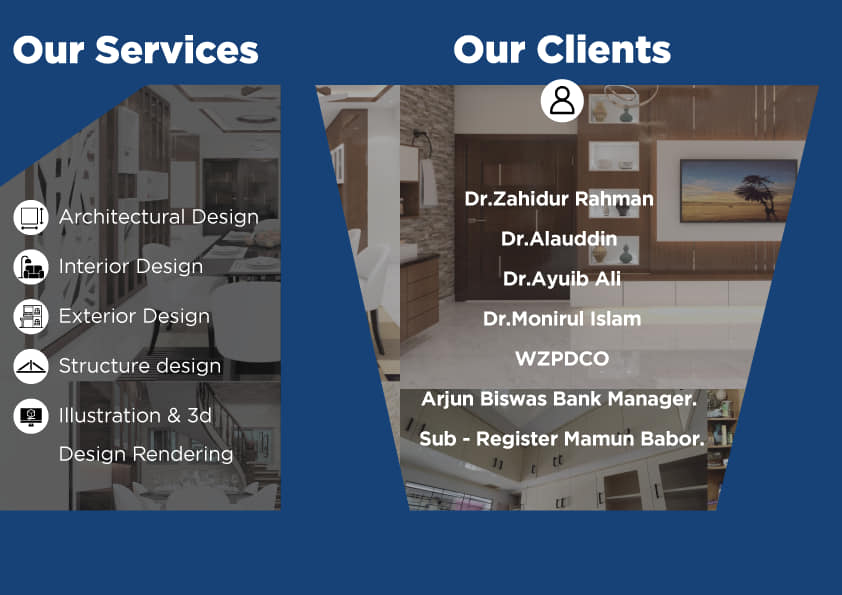 Our Services
Architectural Design
Interior Design
Exterior Design
Structure design
Illustration & 3d
Design Rendering
Our Clients
Dr.Zahidur Rahman
Dr.Alauddin
Dr.Ayuib Ali
Dr.Monirul Islam
WZPDCO
Arjun Biswas Bank Manager.
Sub - Register Mamun Babor.